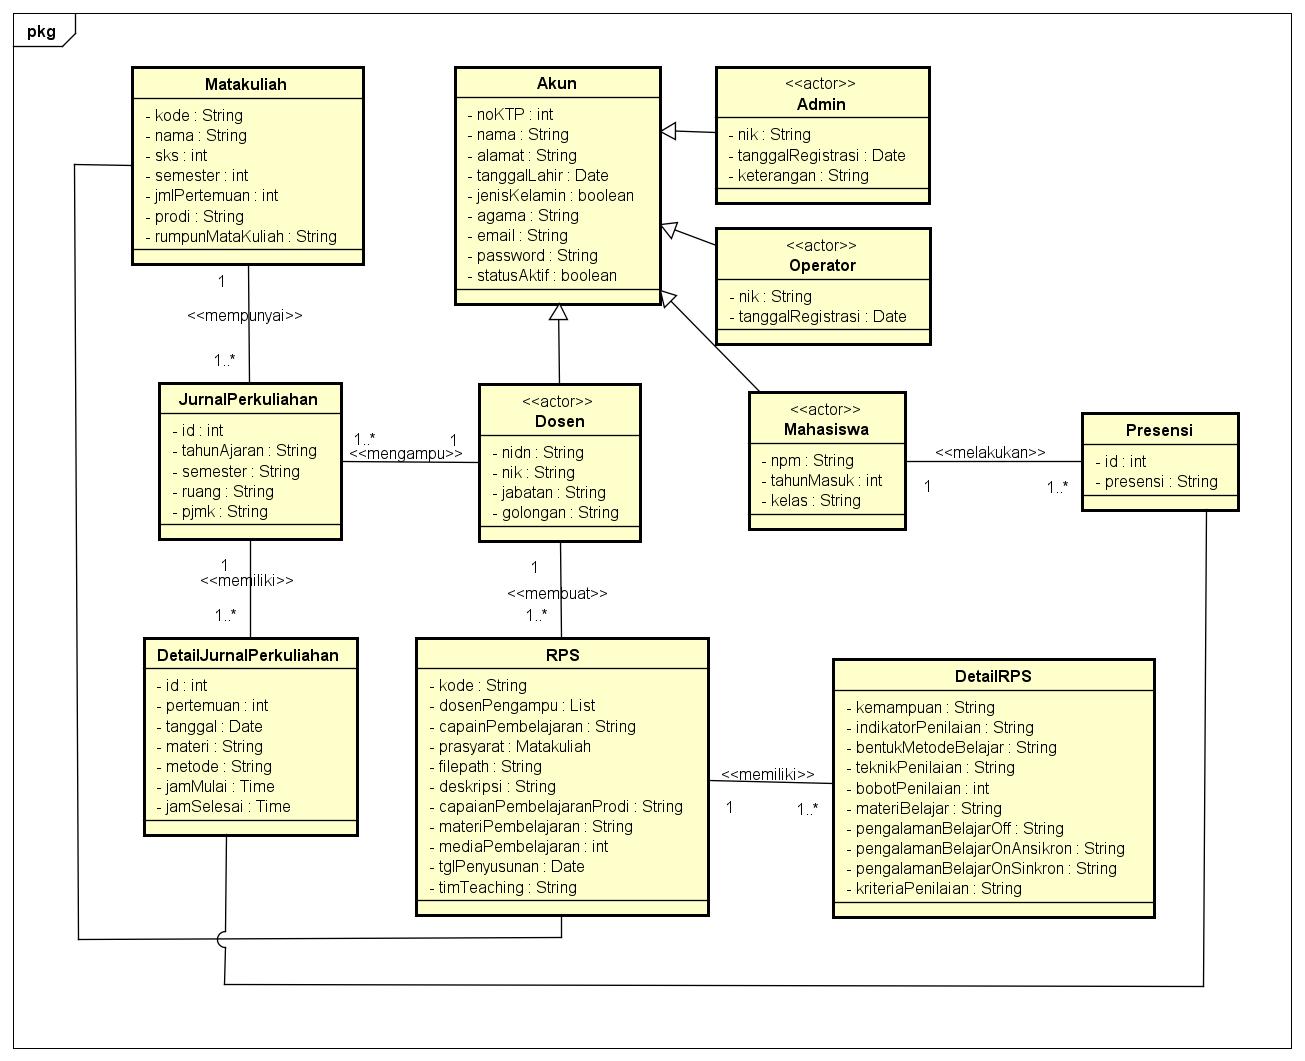 pkg
Matakuliah
- kode : String
- nama : String
- sks : int
- semester : int
- jmlPertemuan : int
- prodi : String
- rumpunMataKuliah : String
Akun
- noKTP : int
- nama : String
- alamat : String
- tanggalLahir : Date
- jenisKelamin : boolean
- agama : String
- email : String
- password : String
- statusAktif : boolean
<<actor>>
Admin
- nik : String
- tanggalRegistrasi : Date
- keterangan : String
<<actor>>
Operator
- nik : String
- tanggalRegistrasi : Date
1
<<mempunyai>>
1..*
JurnalPerkuliahan
- id : int
- tahunAjaran : String
- semester : String
- ruang : String
- pjmk : String
1..*
1
<<mengampu>>
<<actor>>
Dosen
- nidn : String
- nik : String
- jabatan : String
- golongan : String
<<actor>>
Mahasiswa
- npm : String
- tahunMasuk : int
- kelas : String
<<melakukan>>
1
1..*
Presensi
- id : int
- presensi : String
1
<<memiliki>>
1..*
1
<<membuat>>
1..*
DetailJurnalPerkuliahan
- id : int
- pertemuan : int
- tanggal : Date
- materi : String
- metode : String
- jamMulai : Time
- jamSelesai : Time
RPS
- kode : String
- dosenPengampu : List
- capainPembelajaran : String
- prasyarat : Matakuliah
- filepath : String
- deskripsi : String
- capaianPembelajaranProdi : String
- materiPembelajaran : String
- mediaPembelajaran : int
- tglPenyusunan : Date
- timTeaching : String
<<memiliki>>
1
1..*
DetailRPS
- kemampuan : String
- indikatorPenilaian : String
- bentukMetodeBelajar : String
- teknikPenilaian : String
- bobotPenilaian : int
- materiBelajar : String
- pengalamanBelajarOff : String
- pengalamanBelajarOnAnsikron : String
- pengalamanBelajarOnSinkron : String
- kriteriaPenilaian : String